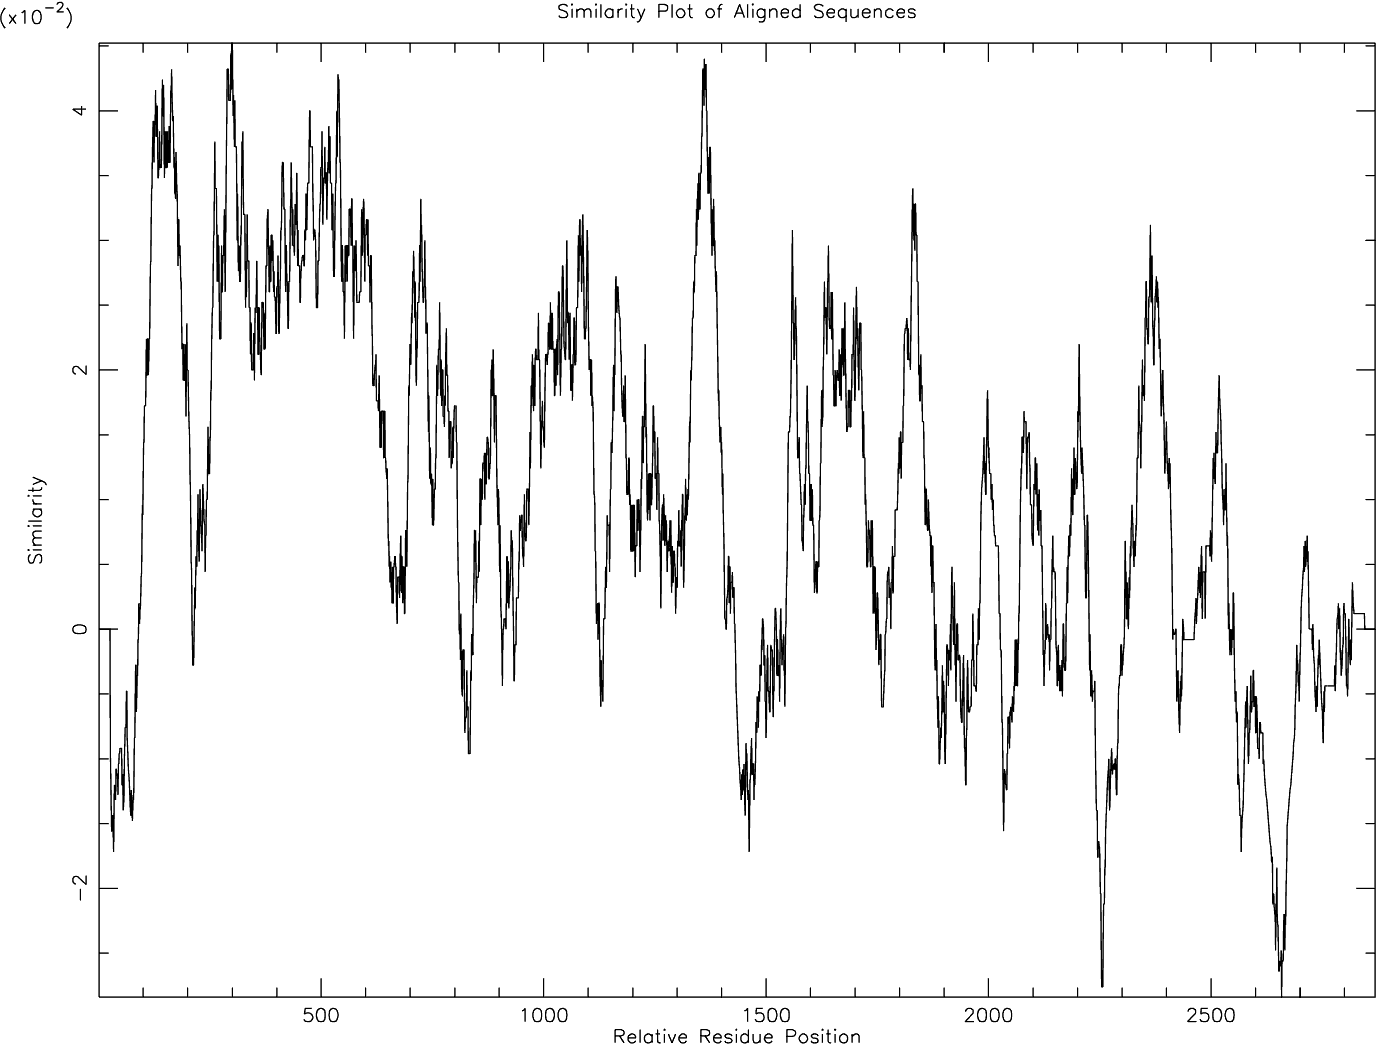 Similarity Plot of Aligned Sequences
(x10⁻²)
4
2
0
−2
Similarity
500 1000 1500 2000 2500
Relative Residue Position